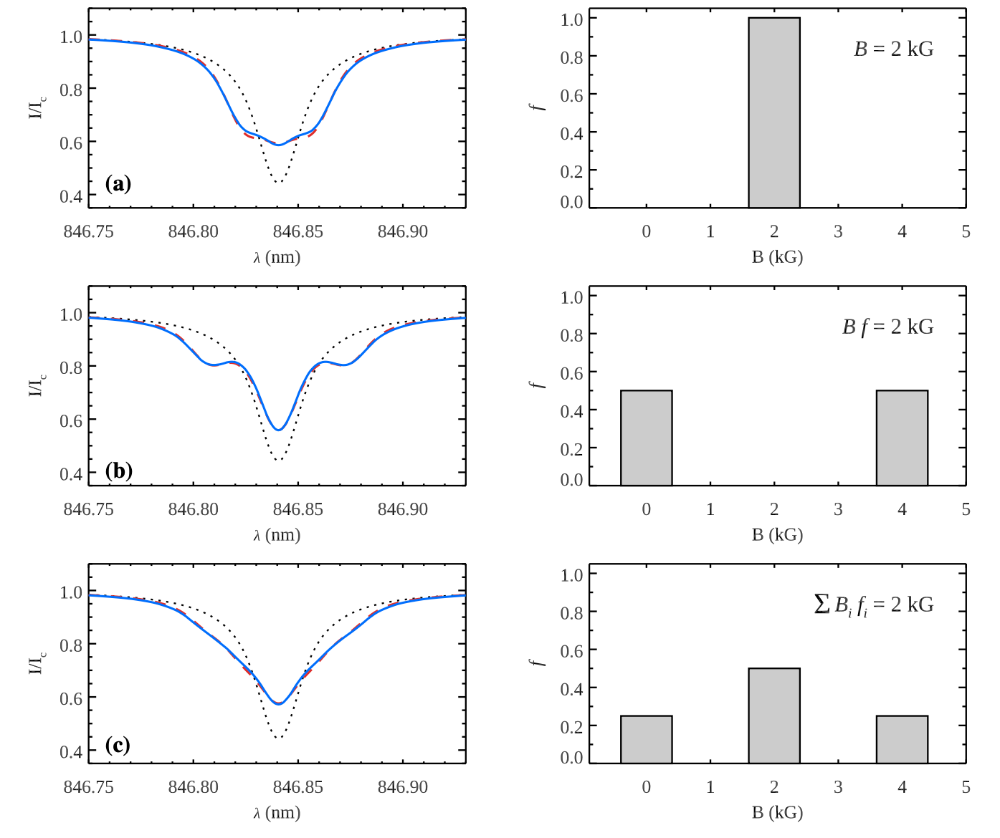 1.0
0.8
0.6
0.4
I/Ic
(a)
846.75 846.80 846.85 846.90
λ (nm)
1.0
0.8
0.6
0.4
0.2
0.0
f
B = 2 kG
0 1 2 3 4 5
B (kG)
1.0
0.8
0.6
0.4
I/Ic
(b)
846.75 846.80 846.85 846.90
λ (nm)
1.0
0.8
0.6
0.4
0.2
0.0
f
B f = 2 kG
0 1 2 3 4 5
B (kG)
1.0
0.8
0.6
0.4
I/Ic
(c)
846.75 846.80 846.85 846.90
λ (nm)
1.0
0.8
0.6
0.4
0.2
0.0
f
∑ Bi fi = 2 kG
0 1 2 3 4 5
B (kG)